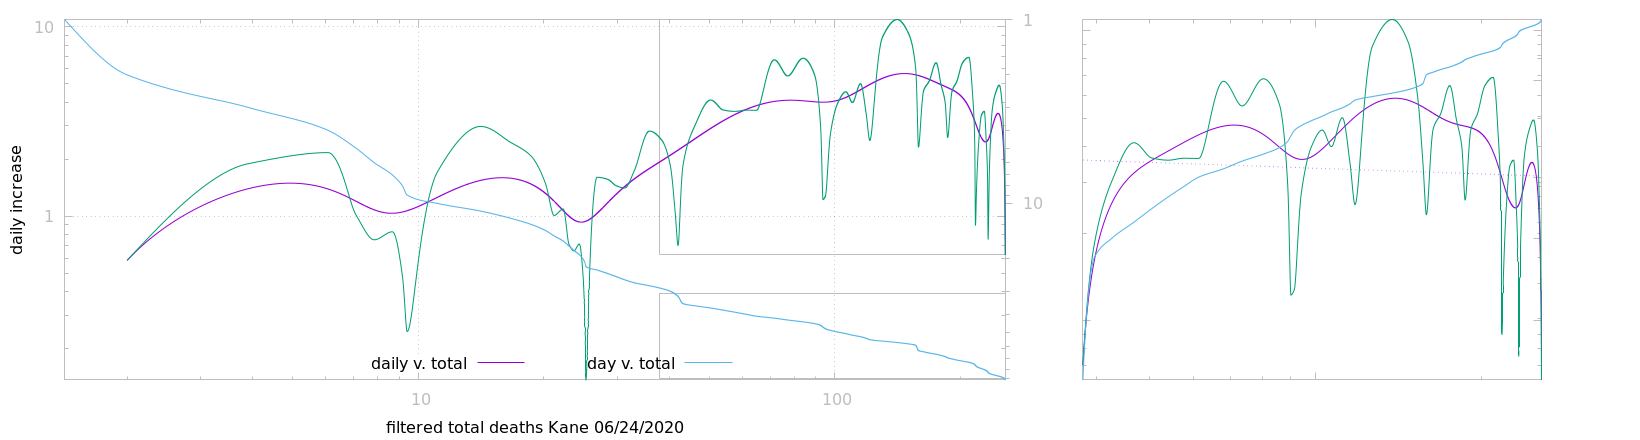 10
1
1
10
daily increase
daily v. total
day v. total
10
100
filtered total deaths Kane 06/24/2020